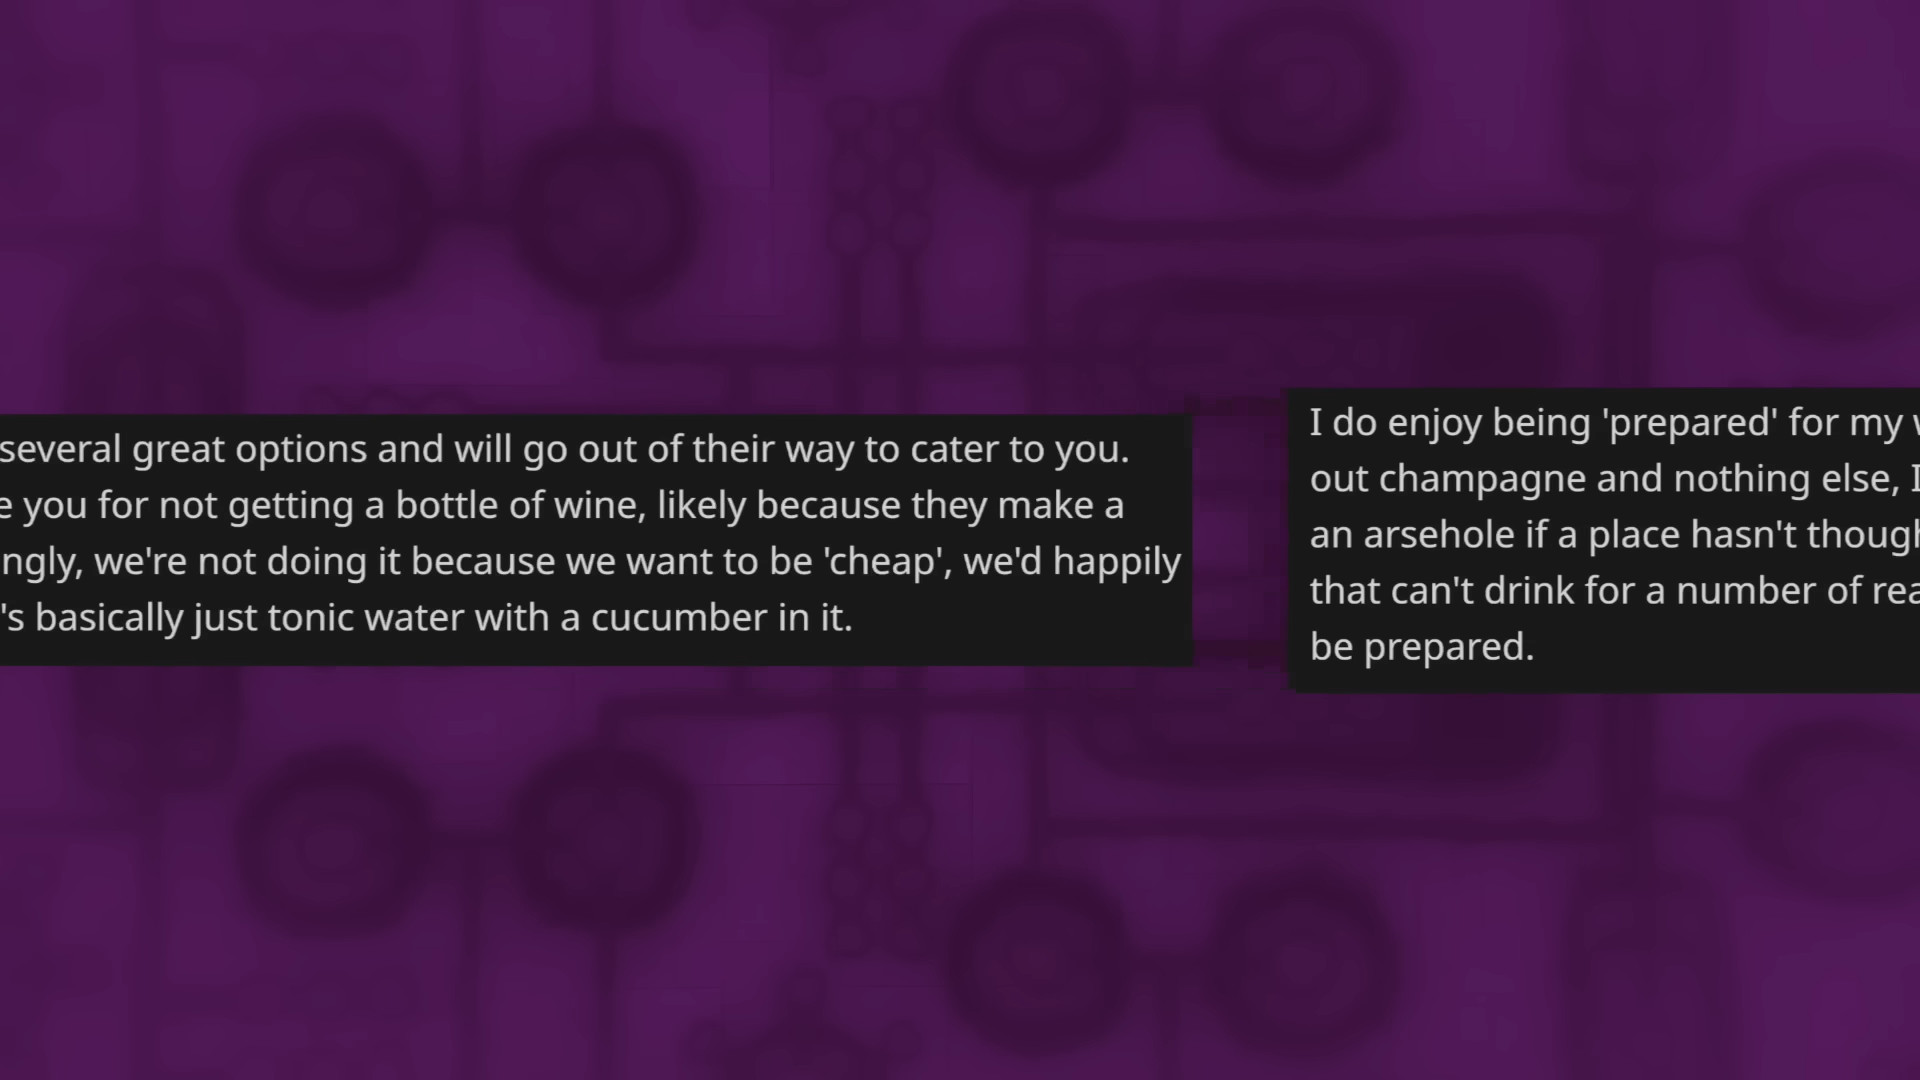 several great options and will go out of their way to cater to you.
you for not getting a bottle of wine, likely because they make a
we're not doing it because we want to be 'cheap', we'd happily
's basically just tonic water with a cucumber in it.
I do enjoy being 'prepared' for my
out champagne and nothing else, I
an arsehole if a place hasn't
that can't drink for a number of
be prepared.